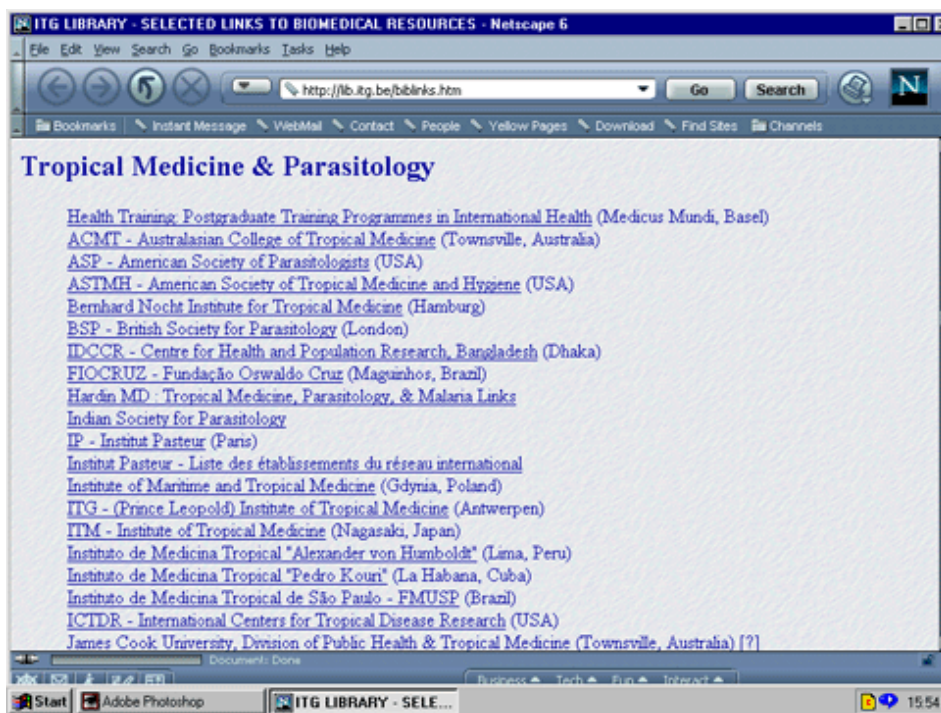 ITG LIBRARY - SELECTED LINKS TO BIOMEDICAL RESOURCES - Netscape 6
File Edit View Search Go Bookmarks Tasks Help
http://lib.itg.be/biblinks.htm Go Search N
Bookmarks Instant Message WebMail Contact People Yellow Pages Download Find Sites Channels
Tropical Medicine & Parasitology
Health Training: Postgraduate Training Programmes in International Health (Medicus Mundi, Basel)
ACMT - Australasian College of Tropical Medicine (Townsville, Australia)
ASP - American Society of Parasitologists (USA)
ASTMH - American Society of Tropical Medicine and Hygiene (USA)
Bernhard Nocht Institute for Tropical Medicine (Hamburg)
BSP - British Society for Parasitology (London)
IDCCR - Centre for Health and Population Research, Bangladesh (Dhaka)
FIOCRUZ - Fundação Oswaldo Cruz (Maguinhos, Brazil)
Hardin MD : Tropical Medicine, Parasitology, & Malaria Links
Indian Society for Parasitology
IP - Institut Pasteur (Paris)
Institut Pasteur - Liste des établissements du réseau international
Institute of Maritime and Tropical Medicine (Gdynia, Poland)
ITG - (Prince Leopold) Institute of Tropical Medicine (Antwerpen)
ITM - Institute of Tropical Medicine (Nagasaki, Japan)
Instituto de Medicina Tropical "Alexander von Humboldt" (Lima, Peru)
Instituto de Medicina Tropical "Pedro Kouri" (La Habana, Cuba)
Instituto de Medicina Tropical de São Paulo - FMUSP (Brazil)
ICTDR - International Centers for Tropical Disease Research (USA)
James Cook University, Division of Public Health & Tropical Medicine (Townsville, Australia) [?]
Document: Done
Business Tech Fun Interact
Start Adobe Photoshop ITG LIBRARY - SELE... 15:54